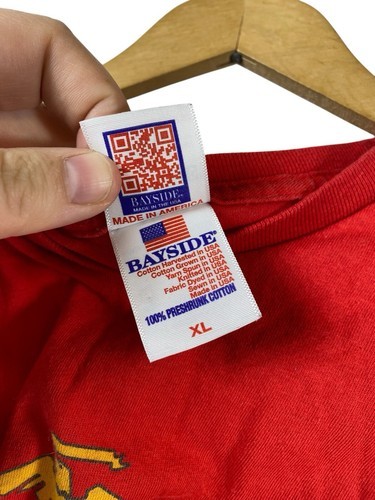 BAYSIDE™
MADE IN THE USA
MADE IN AMERICA
BAYSIDE®
Cotton Harvested in USA
Cotton Grown in USA
Yarn Spun in USA
Knitted in USA
Fabric Dyed in USA
Sewn in USA
Made in USA
100% PRESHRUNK COTTON
XL